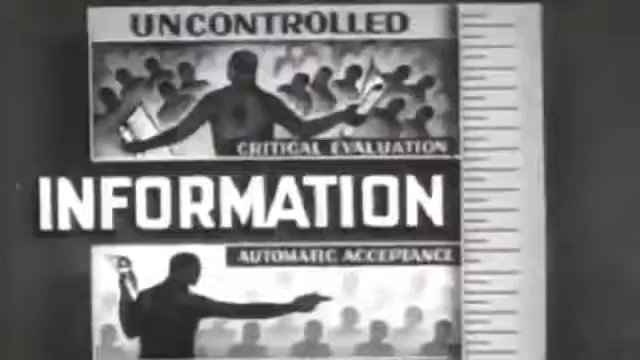 UNCONTROLLED
CRITICAL EVALUATION
INFORMATION
AUTOMATIC ACCEPTANCE